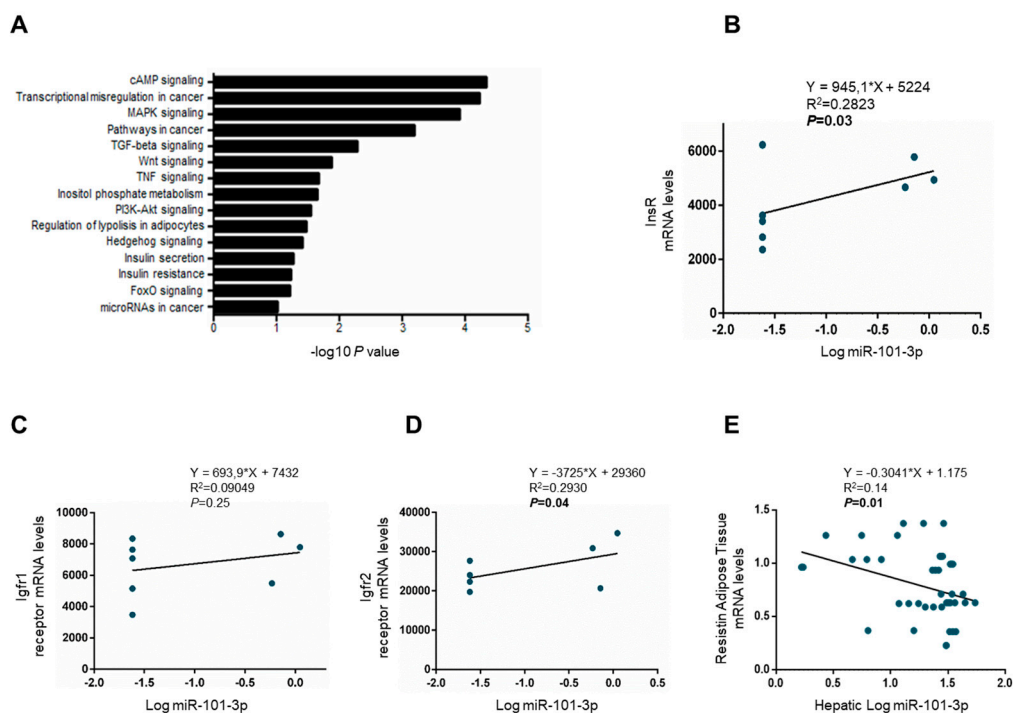 A
cAMP signaling
Transcriptional misregulation in cancer
MAPK signaling
Pathways in cancer
TGF-beta signaling
Wnt signaling
TNF signaling
Inositol phosphate metabolism
PI3K-Akt signaling
Regulation of lypolisis in adipocytes
Hedgehog signaling
Insulin secretion
Insulin resistance
FoxO signaling
microRNAs in cancer
0 1 2 3 4 5
-log10 P value
B
Y = 945,1*X + 5224
R²=0.2823
P=0.03
InsR
mRNA levels
6000
4000
2000
0
-2.0 -1.5 -1.0 -0.5 0.0 0.5
Log miR-101-3p
C
Y = 693,9*X + 7432
R²=0.09049
P=0.25
Igfr1
receptor mRNA levels
10000
8000
6000
4000
2000
0
-2.0 -1.5 -1.0 -0.5 0.0 0.5
Log miR-101-3p
D
Y = -3725*X + 29360
R²=0.2930
P=0.04
Igfr2
receptor mRNA levels
40000
30000
20000
10000
0
-2.0 -1.5 -1.0 -0.5 0.0 0.5
Log miR-101-3p
E
Y = -0.3041*X + 1.175
R²=0.14
P=0.01
Resistin Adipose Tissue
mRNA levels
1.5
1.0
0.5
0.0
0.0 0.5 1.0 1.5 2.0
Hepatic Log miR-101-3p